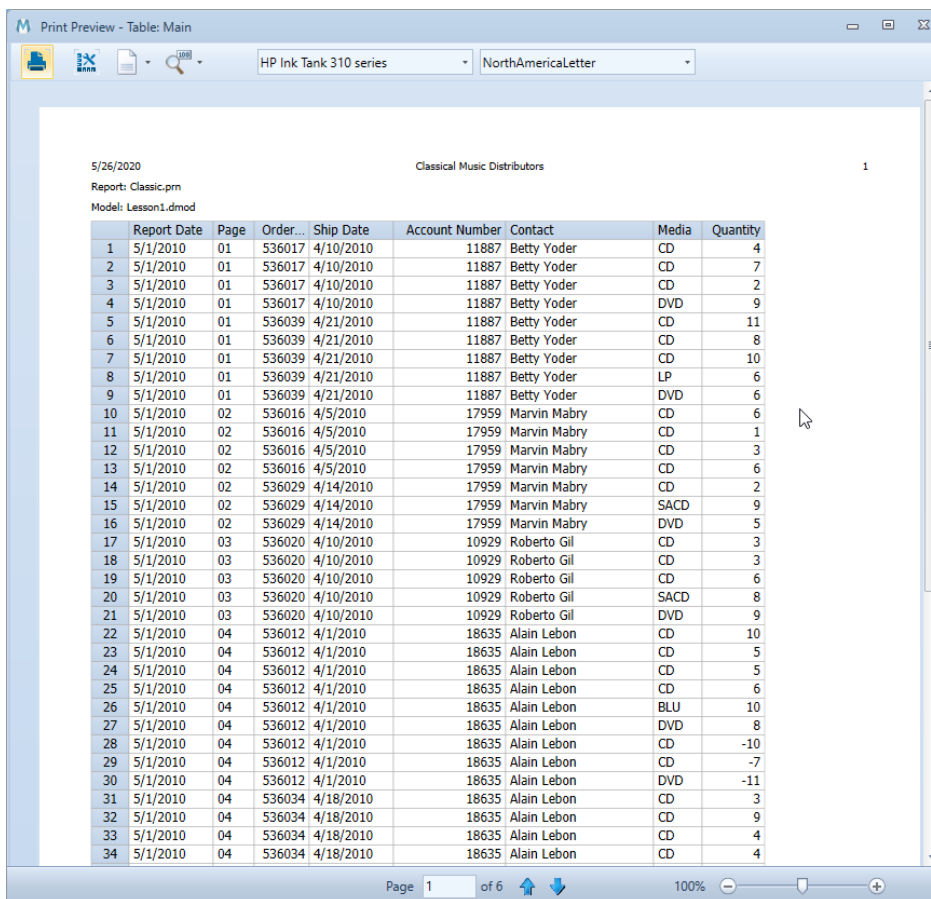 Print Preview - Table: Main
100
HP Ink Tank 310 series NorthAmericaLetter
5/26/2020 Classical Music Distributors 1
Report: Classic.prn
Model: Lesson1.dmod
Report Date Page Order... Ship Date Account Number Contact Media Quantity
1 5/1/2010 01 536017 4/10/2010 11887 Betty Yoder CD 4
2 5/1/2010 01 536017 4/10/2010 11887 Betty Yoder CD 7
3 5/1/2010 01 536017 4/10/2010 11887 Betty Yoder CD 2
4 5/1/2010 01 536017 4/10/2010 11887 Betty Yoder DVD 9
5 5/1/2010 01 536039 4/21/2010 11887 Betty Yoder CD 11
6 5/1/2010 01 536039 4/21/2010 11887 Betty Yoder CD 8
7 5/1/2010 01 536039 4/21/2010 11887 Betty Yoder CD 10
8 5/1/2010 01 536039 4/21/2010 11887 Betty Yoder LP 6
9 5/1/2010 01 536039 4/21/2010 11887 Betty Yoder DVD 6
10 5/1/2010 02 536016 4/5/2010 17959 Marvin Mabry CD 6
11 5/1/2010 02 536016 4/5/2010 17959 Marvin Mabry CD 1
12 5/1/2010 02 536016 4/5/2010 17959 Marvin Mabry CD 3
13 5/1/2010 02 536016 4/5/2010 17959 Marvin Mabry CD 6
14 5/1/2010 02 536029 4/14/2010 17959 Marvin Mabry CD 2
15 5/1/2010 02 536029 4/14/2010 17959 Marvin Mabry SACD 9
16 5/1/2010 02 536029 4/14/2010 17959 Marvin Mabry DVD 5
17 5/1/2010 03 536020 4/10/2010 10929 Roberto Gil CD 3
18 5/1/2010 03 536020 4/10/2010 10929 Roberto Gil CD 3
19 5/1/2010 03 536020 4/10/2010 10929 Roberto Gil CD 6
20 5/1/2010 03 536020 4/10/2010 10929 Roberto Gil SACD 8
21 5/1/2010 03 536020 4/10/2010 10929 Roberto Gil DVD 9
22 5/1/2010 04 536012 4/1/2010 18635 Alain Lebon CD 10
23 5/1/2010 04 536012 4/1/2010 18635 Alain Lebon CD 5
24 5/1/2010 04 536012 4/1/2010 18635 Alain Lebon CD 5
25 5/1/2010 04 536012 4/1/2010 18635 Alain Lebon CD 6
26 5/1/2010 04 536012 4/1/2010 18635 Alain Lebon BLU 10
27 5/1/2010 04 536012 4/1/2010 18635 Alain Lebon DVD 8
28 5/1/2010 04 536012 4/1/2010 18635 Alain Lebon CD -10
29 5/1/2010 04 536012 4/1/2010 18635 Alain Lebon CD -7
30 5/1/2010 04 536012 4/1/2010 18635 Alain Lebon DVD -11
31 5/1/2010 04 536034 4/18/2010 18635 Alain Lebon CD 3
32 5/1/2010 04 536034 4/18/2010 18635 Alain Lebon CD 9
33 5/1/2010 04 536034 4/18/2010 18635 Alain Lebon CD 4
34 5/1/2010 04 536034 4/18/2010 18635 Alain Lebon CD 4
Page 1 of 6 100%